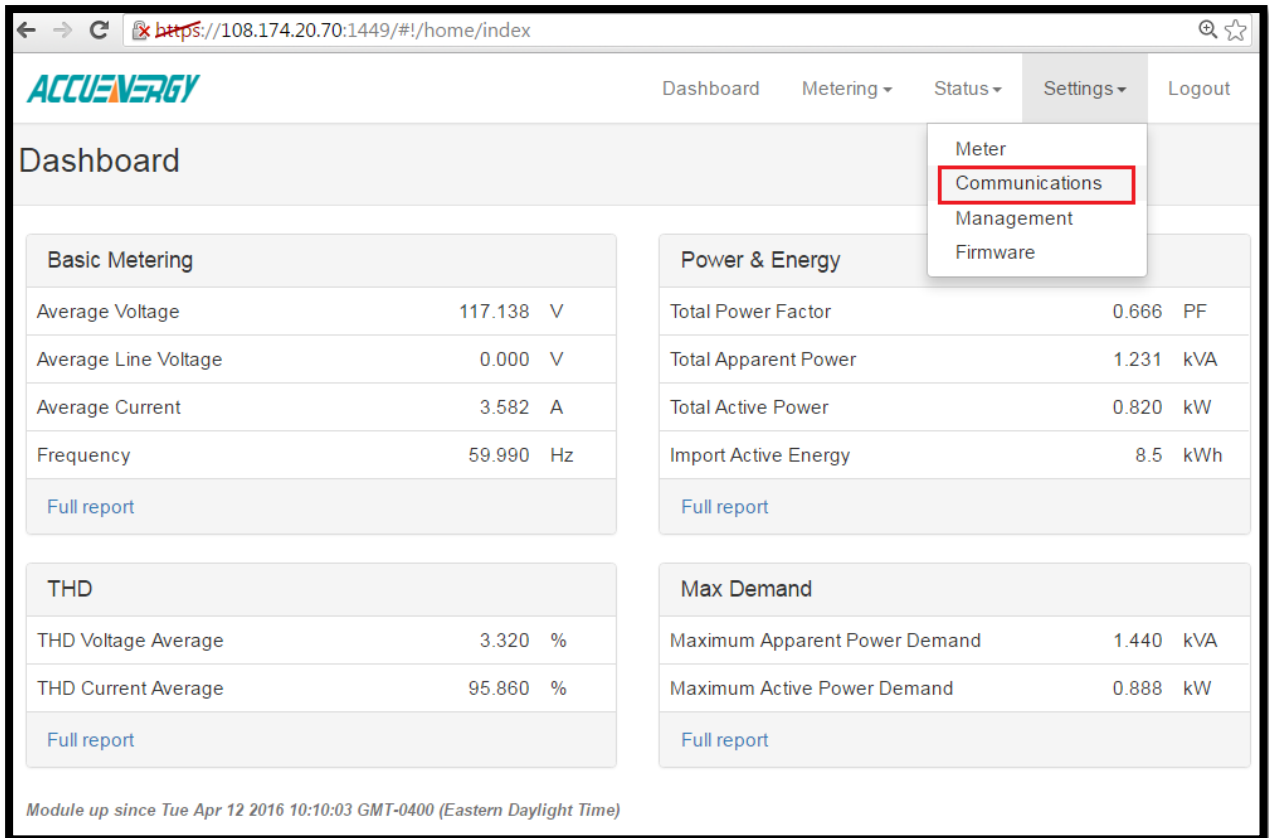 https://108.174.20.70:1449/#!/home/index
ACCUENERGY
Dashboard Metering Status Settings Logout
Meter
Communications
Management
Firmware
Dashboard
Basic Metering
Average Voltage 117.138 V
Average Line Voltage 0.000 V
Average Current 3.582 A
Frequency 59.990 Hz
Full report
Power & Energy
Total Power Factor 0.666 PF
Total Apparent Power 1.231 kVA
Total Active Power 0.820 kW
Import Active Energy 8.5 kWh
Full report
THD
THD Voltage Average 3.320 %
THD Current Average 95.860 %
Full report
Max Demand
Maximum Apparent Power Demand 1.440 kVA
Maximum Active Power Demand 0.888 kW
Full report
Module up since Tue Apr 12 2016 10:10:03 GMT-0400 (Eastern Daylight Time)